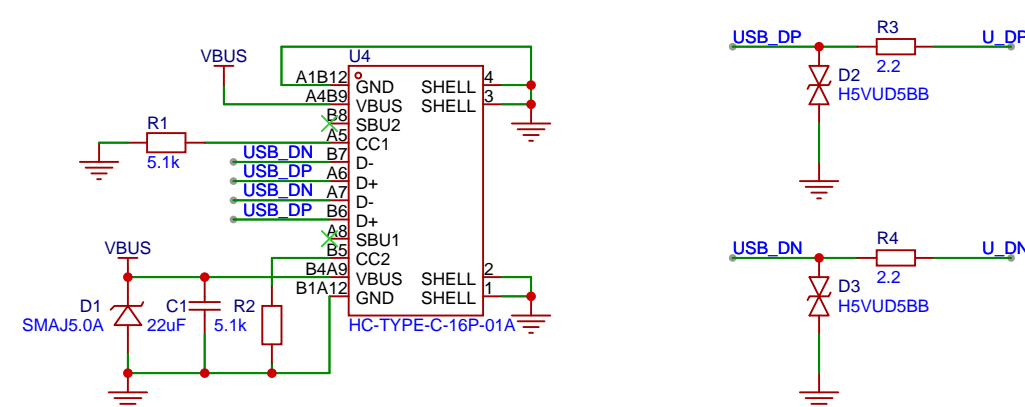 VBUS
U4
A1B12
GND
SHELL
4
A4B9
VBUS
SHELL
3
B8
SBU2
R1
5.1k
A5
CC1
USB_DN
B7
D-
USB_DP
A6
D+
USB_DN
A7
D-
USB_DP
B6
D+
A8
SBU1
VBUS
B5
CC2
B4A9
VBUS
SHELL
2
B1A12
GND
SHELL
1
D1
SMAJ5.0A
C1
22uF
R2
5.1k
HC-TYPE-C-16P-01A
USB_DP
R3
2.2
U_DP
D2
H5VUD5BB
USB_DN
R4
2.2
U_DN
D3
H5VUD5BB